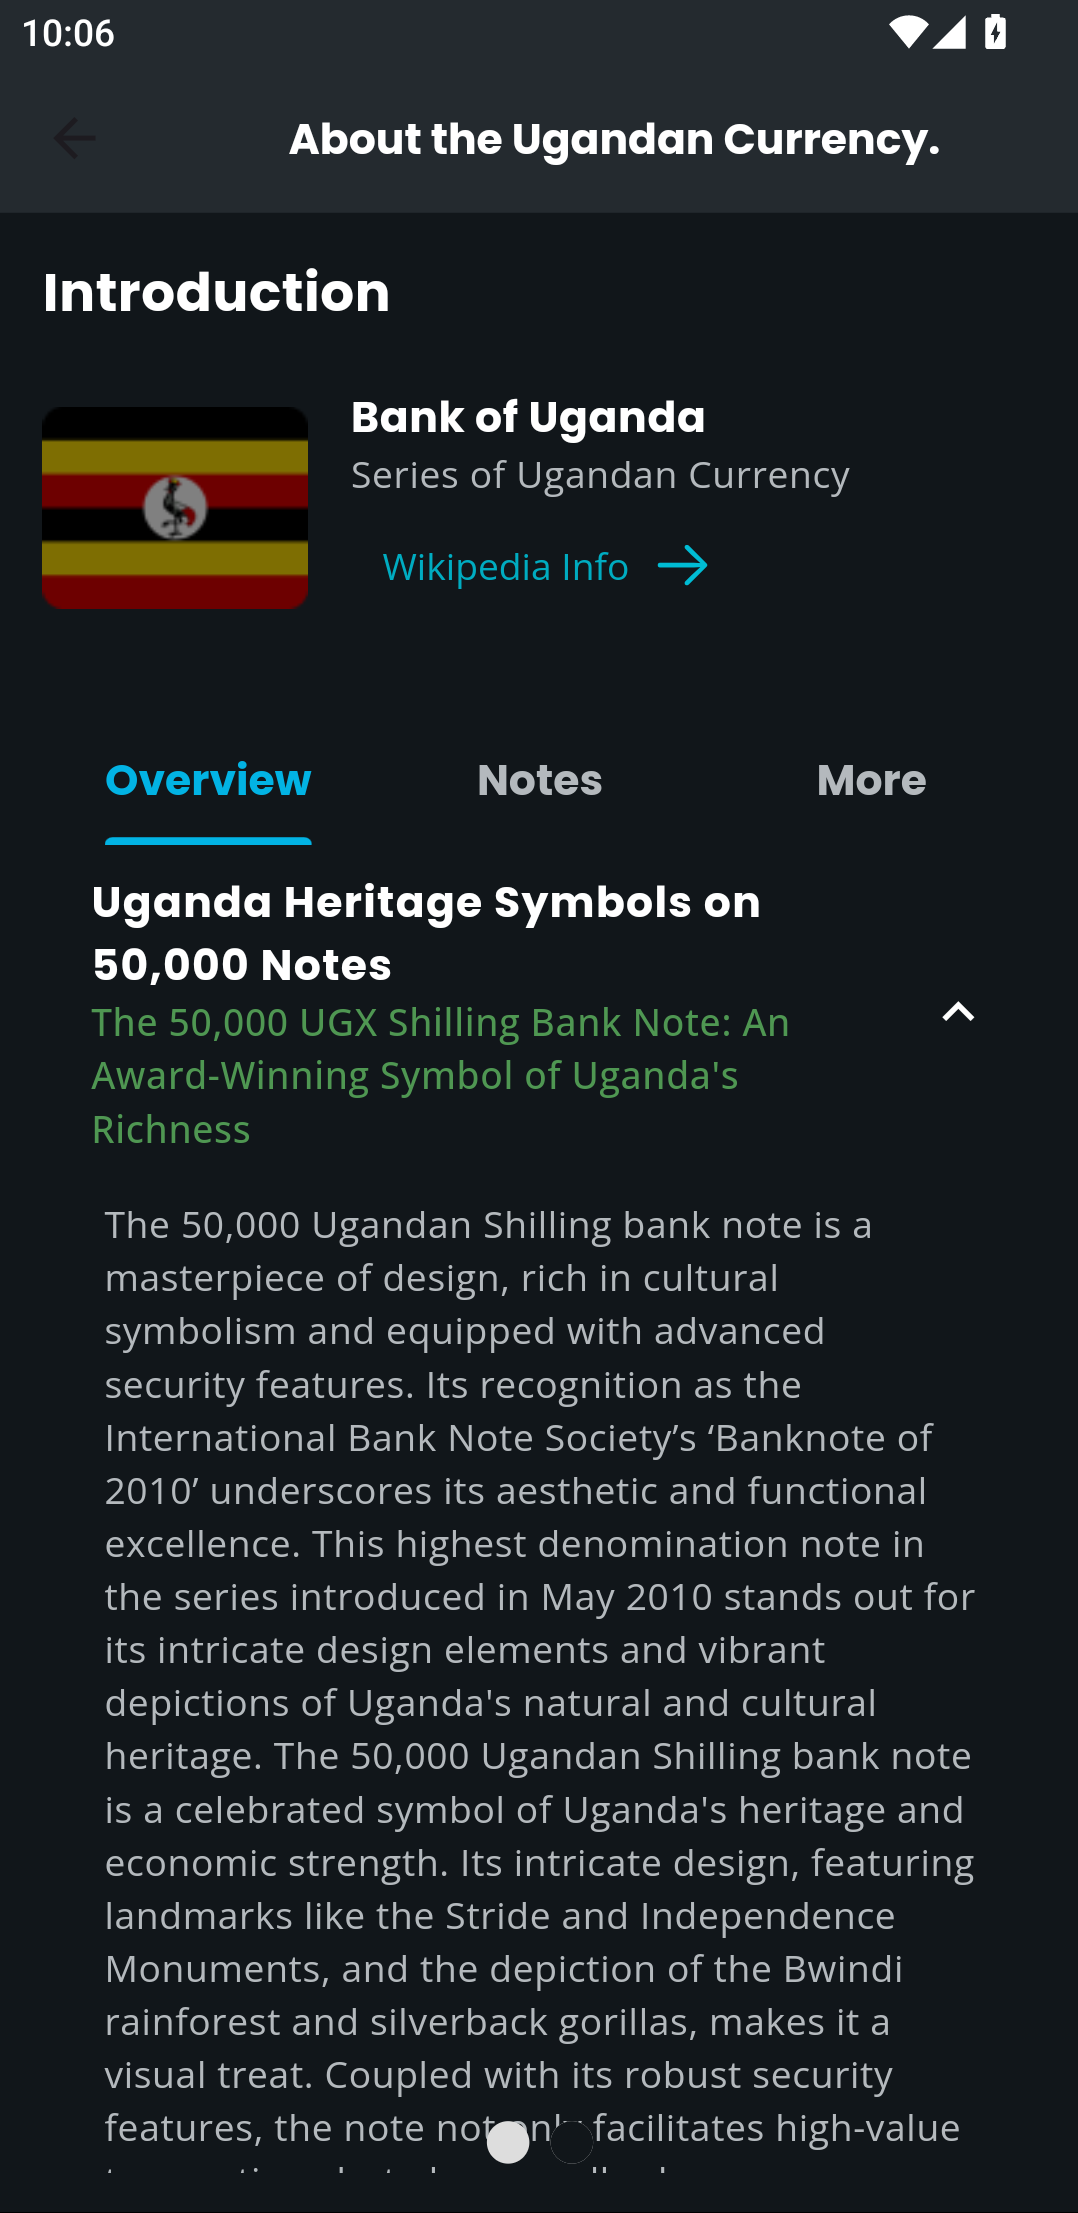 10:06
About the Ugandan Currency.
Introduction
Bank of Uganda
Series of Ugandan Currency
Wikipedia Info
Overview
Notes
More
Uganda Heritage Symbols on
50,000 Notes
The 50,000 UGX Shilling Bank Note: An
Award-Winning Symbol of Uganda's
Richness
The 50,000 Ugandan Shilling bank note is a
masterpiece of design, rich in cultural
symbolism and equipped with advanced
security features. Its recognition as the
International Bank Note Society’s ‘Banknote of
2010’ underscores its aesthetic and functional
excellence. This highest denomination note in
the series introduced in May 2010 stands out for
its intricate design elements and vibrant
depictions of Uganda's natural and cultural
heritage. The 50,000 Ugandan Shilling bank note
is a celebrated symbol of Uganda's heritage and
economic strength. Its intricate design, featuring
landmarks like the Stride and Independence
Monuments, and the depiction of the Bwindi
rainforest and silverback gorillas, makes it a
visual treat. Coupled with its robust security
features, the note not only facilitates high-value